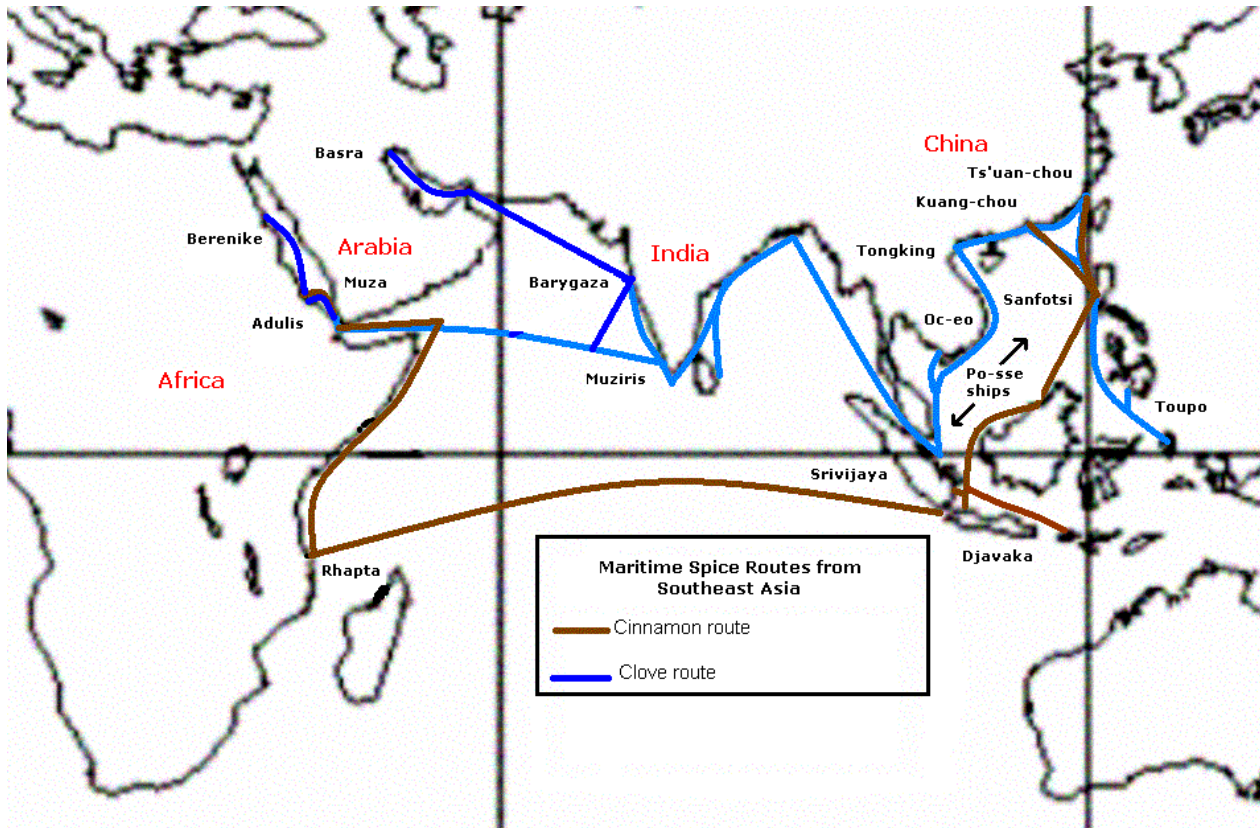 China
Ts'uan-chou
Basra
Kuang-chou
Berenike
Arabia
India
Tongking
Muza
Barygaza
Sanfotsi
Adulis
Oc-eo
Africa
Muziris
Po-sse
ships
Toupo
Srivijaya
Djavaka
Rhapta
Maritime Spice Routes from
Southeast Asia
Cinnamon route
Clove route